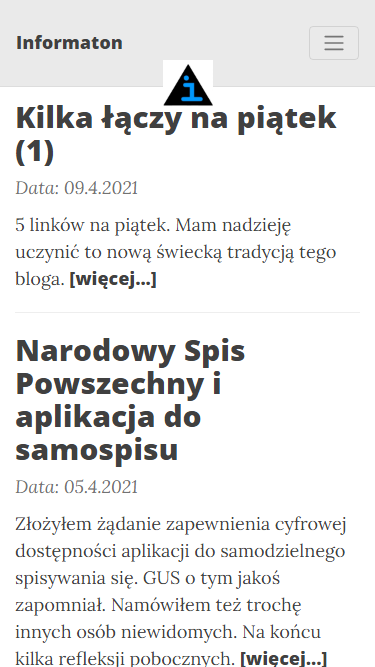 Informaton
i
Kilka łączy na piątek
(1)
Data: 09.4.2021
5 linków na piątek. Mam nadzieję
uczynić to nową świecką tradycją tego
bloga. [więcej...]
Narodowy Spis
Powszechny i
aplikacja do
samospisu
Data: 05.4.2021
Złożyłem żądanie zapewnienia cyfrowej
dostępności aplikacji do samodzielnego
spisywania się. GUS o tym jakoś
zapomniał. Namówiłem też trochę
innych osób niewidomych. Na końcu
kilka refleksji pobocznych. [więcej...]